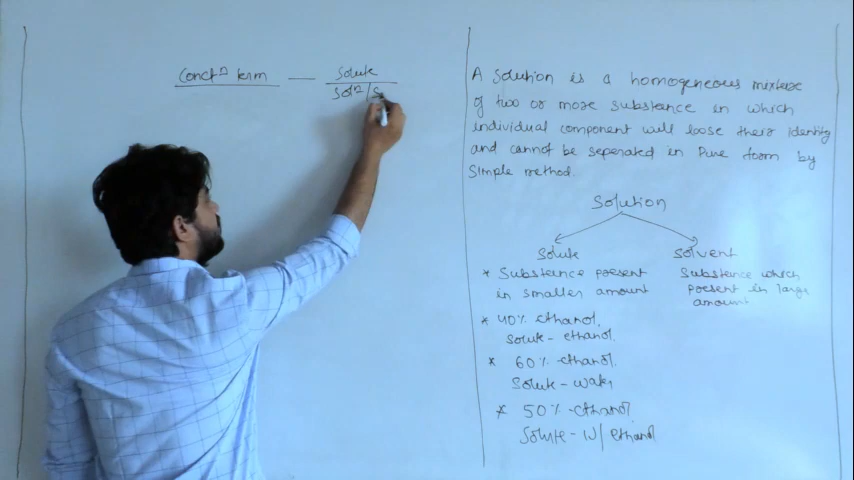 Concⁿ term — Solute
Solⁿ/S
A Solution is a homogeneous mixture
of two or more substance in which
individual component will loose their Identity
and cannot be seperated in Pure form by
Simple method.
Solution
Solute
Solvent
* Substance present
in smaller amount
Substance which
present in large
amount
* 40% ethanol,
Solute - ethanol.
* 60% ethanol,
Solute - water
* 50% ethanol
Solute - W/ethanol